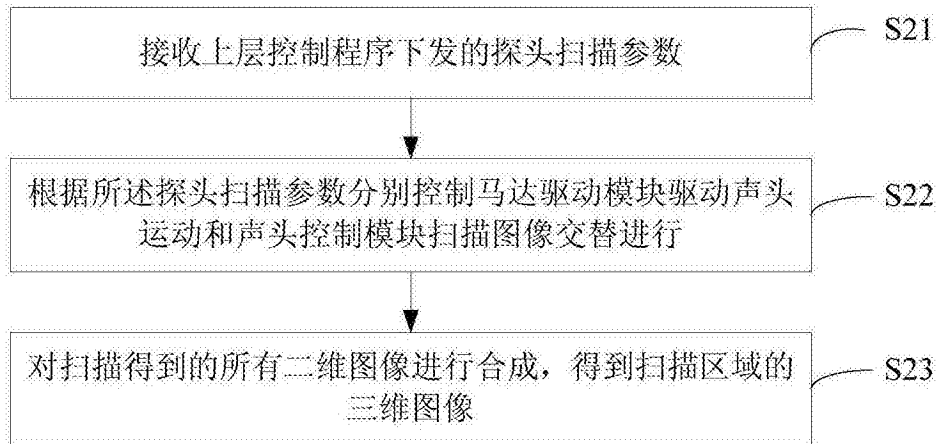 接收上层控制程序下发的探头扫描参数
S21
根据所述探头扫描参数分别控制马达驱动模块驱动声头
运动和声头控制模块扫描图像交替进行
S22
对扫描得到的所有二维图像进行合成，得到扫描区域的
三维图像
S23